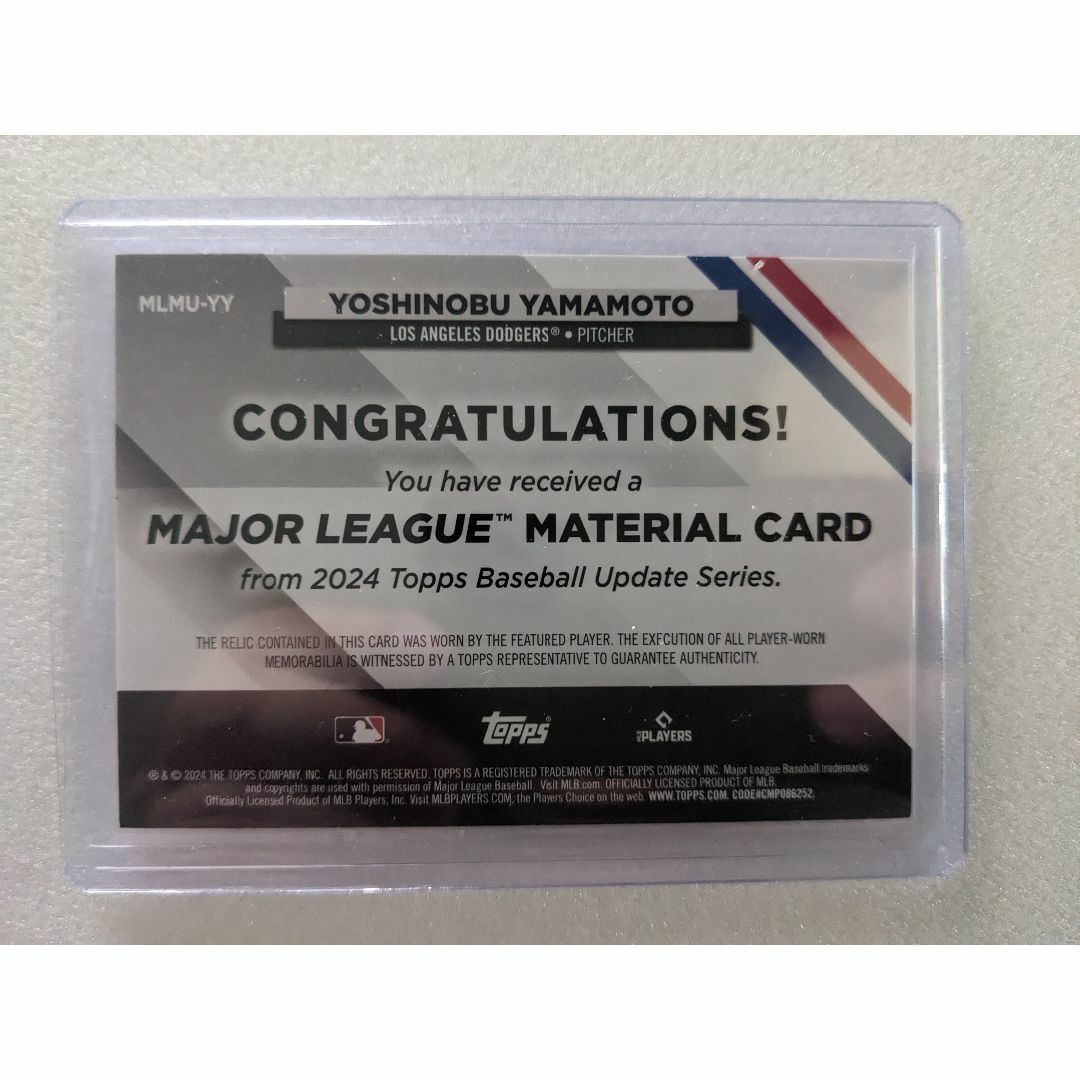 MLMU-YY
YOSHINOBU YAMAMOTO
LOS ANGELES DODGERS® • PITCHER
CONGRATULATIONS!
You have received a
MAJOR LEAGUE™ MATERIAL CARD
from 2024 Topps Baseball Update Series.
THE RELIC CONTAINED IN THIS CARD WAS WORN BY THE FEATURED PLAYER. THE EXECUTION OF ALL PLAYER-WORN
MEMORABILIA IS WITNESSED BY A TOPPS REPRESENTATIVE TO GUARANTEE AUTHENTICITY.
Topps®
PLAYERS
® & © 2024 THE TOPPS COMPANY, INC. ALL RIGHTS RESERVED. TOPPS IS A REGISTERED TRADEMARK OF THE TOPPS COMPANY, INC. Major League Baseball trademarks
and copyrights are used with permission of Major League Baseball. Visit MLB.com. OFFICIALLY LICENSED PRODUCT OF MLB
Officially Licensed Product of MLB Players, Inc. Visit MLBPLAYERS.COM, the Players Choice on the web. WWW.TOPPS.COM. CODE#CMP086252